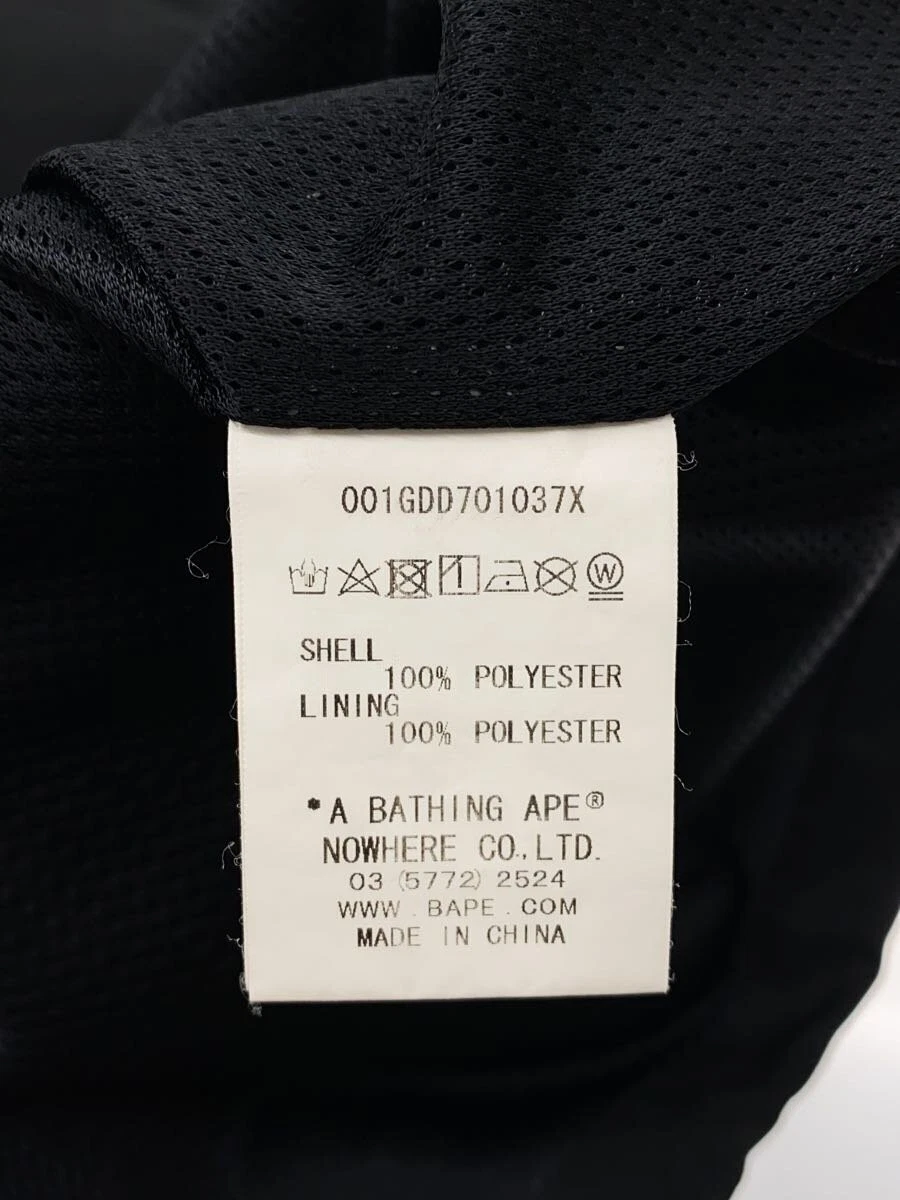 001GDD701037X
W
SHELL
100% POLYESTER
LINING
100% POLYESTER
*A BATHING APE®
NOWHERE CO.,LTD.
03 (5772) 2524
WWW . BAPE . COM
MADE IN CHINA